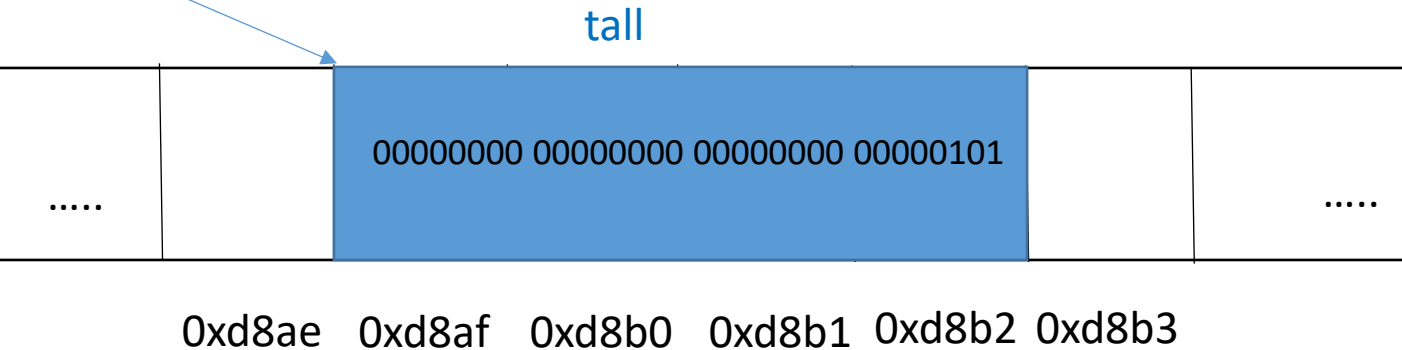 tall
00000000 00000000 00000000 00000101
..... .....
0xd8ae 0xd8af 0xd8b0 0xd8b1 0xd8b2 0xd8b3